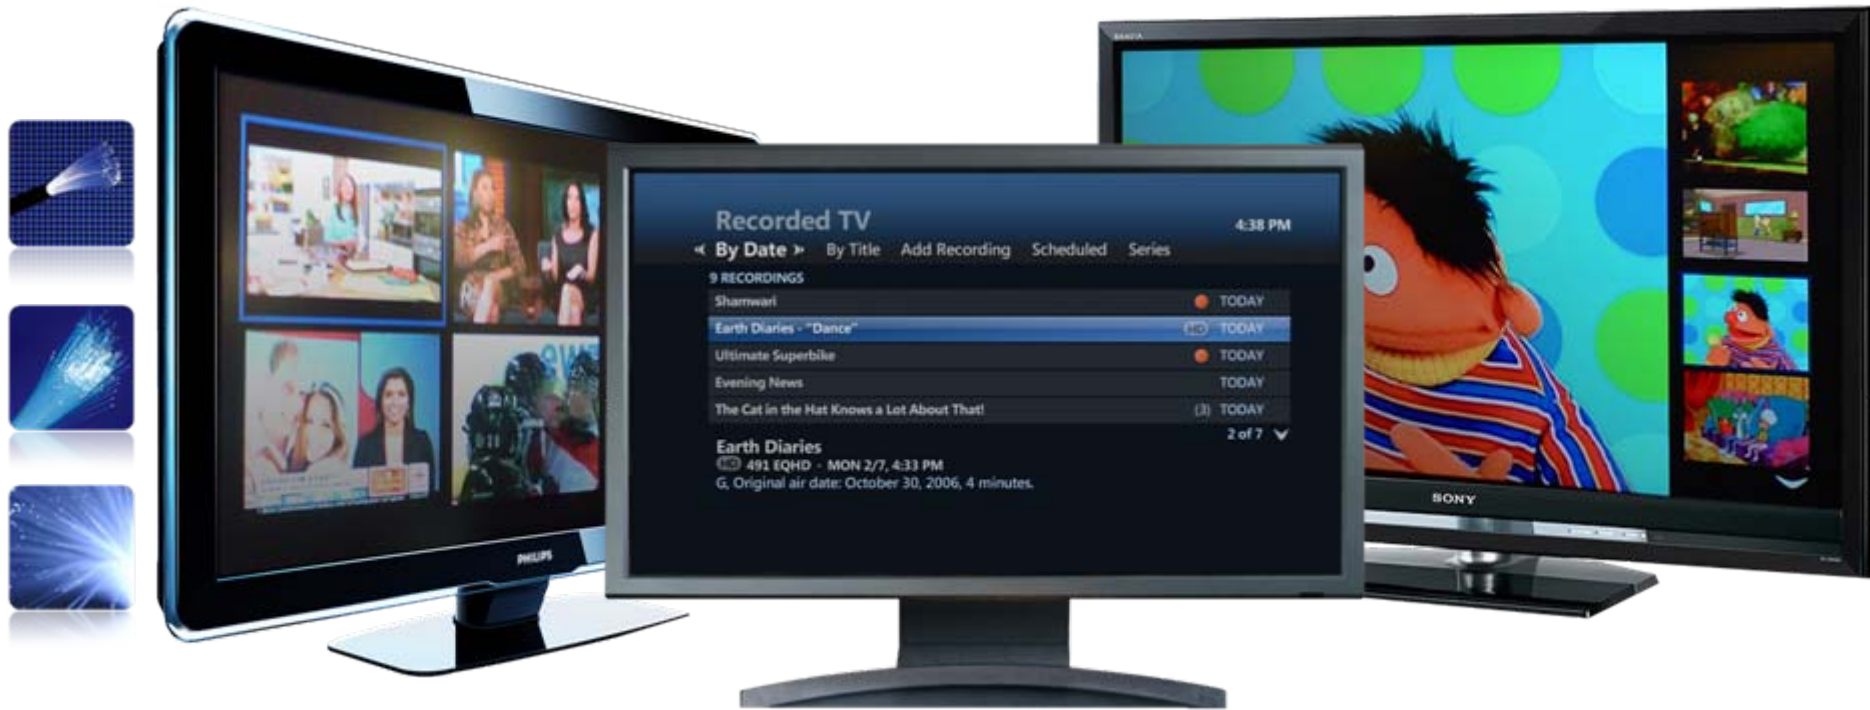 Recorded TV
4:38 PM
By Date By Title Add Recording Scheduled Series
9 RECORDINGS
Shamwari TODAY
Earth Diaries - "Dance" HD TODAY
Ultimate Superbike TODAY
Evening News TODAY
The Cat in the Hat Knows a Lot About That! (3) TODAY
2 of 7
Earth Diaries
HD 491 EQHD · MON 2/7, 4:33 PM
G, Original air date: October 30, 2006, 4 minutes.
PHILIPS
SONY